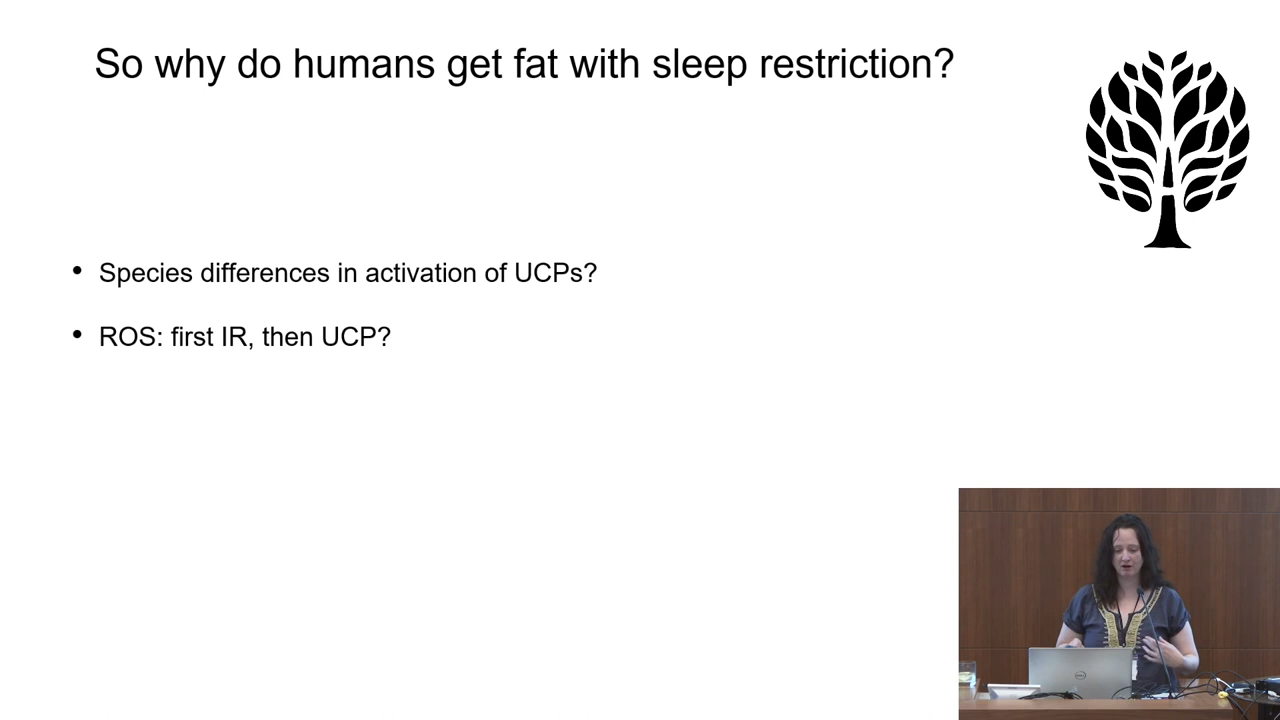 So why do humans get fat with sleep restriction?
• Species differences in activation of UCPs?
• ROS: first IR, then UCP?
DELL